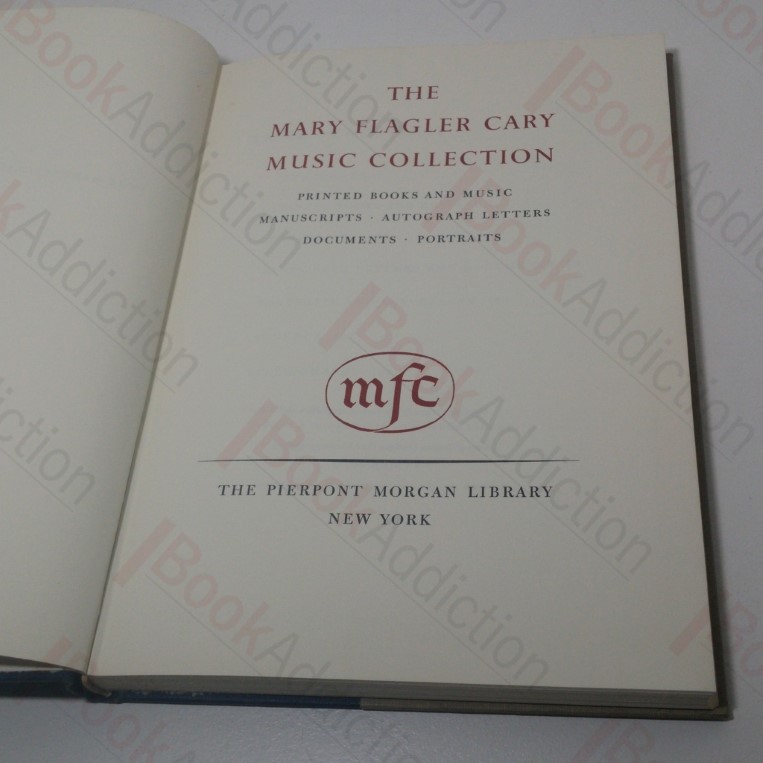 THE
MARY FLAGLER CARY
MUSIC COLLECTION
PRINTED BOOKS AND MUSIC
MANUSCRIPTS · AUTOGRAPH LETTERS
DOCUMENTS · PORTRAITS
mfc
THE PIERPONT MORGAN LIBRARY
NEW YORK
BookAddiction